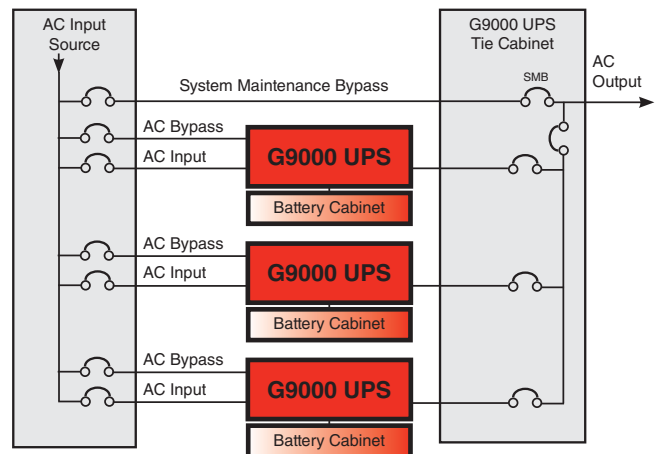 AC Input
Source
G9000 UPS
Tie Cabinet
AC
Output
System Maintenance Bypass
SMB
AC Bypass
AC Input
G9000 UPS
Battery Cabinet
AC Bypass
AC Input
G9000 UPS
Battery Cabinet
AC Bypass
AC Input
G9000 UPS
Battery Cabinet